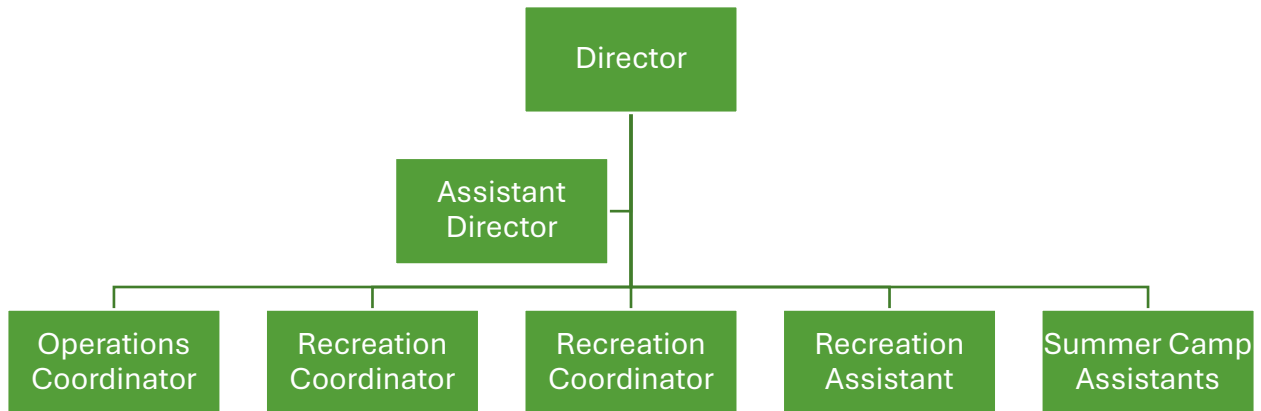 Director
Assistant
Director
Operations
Coordinator
Recreation
Coordinator
Recreation
Coordinator
Recreation
Assistant
Summer Camp
Assistants